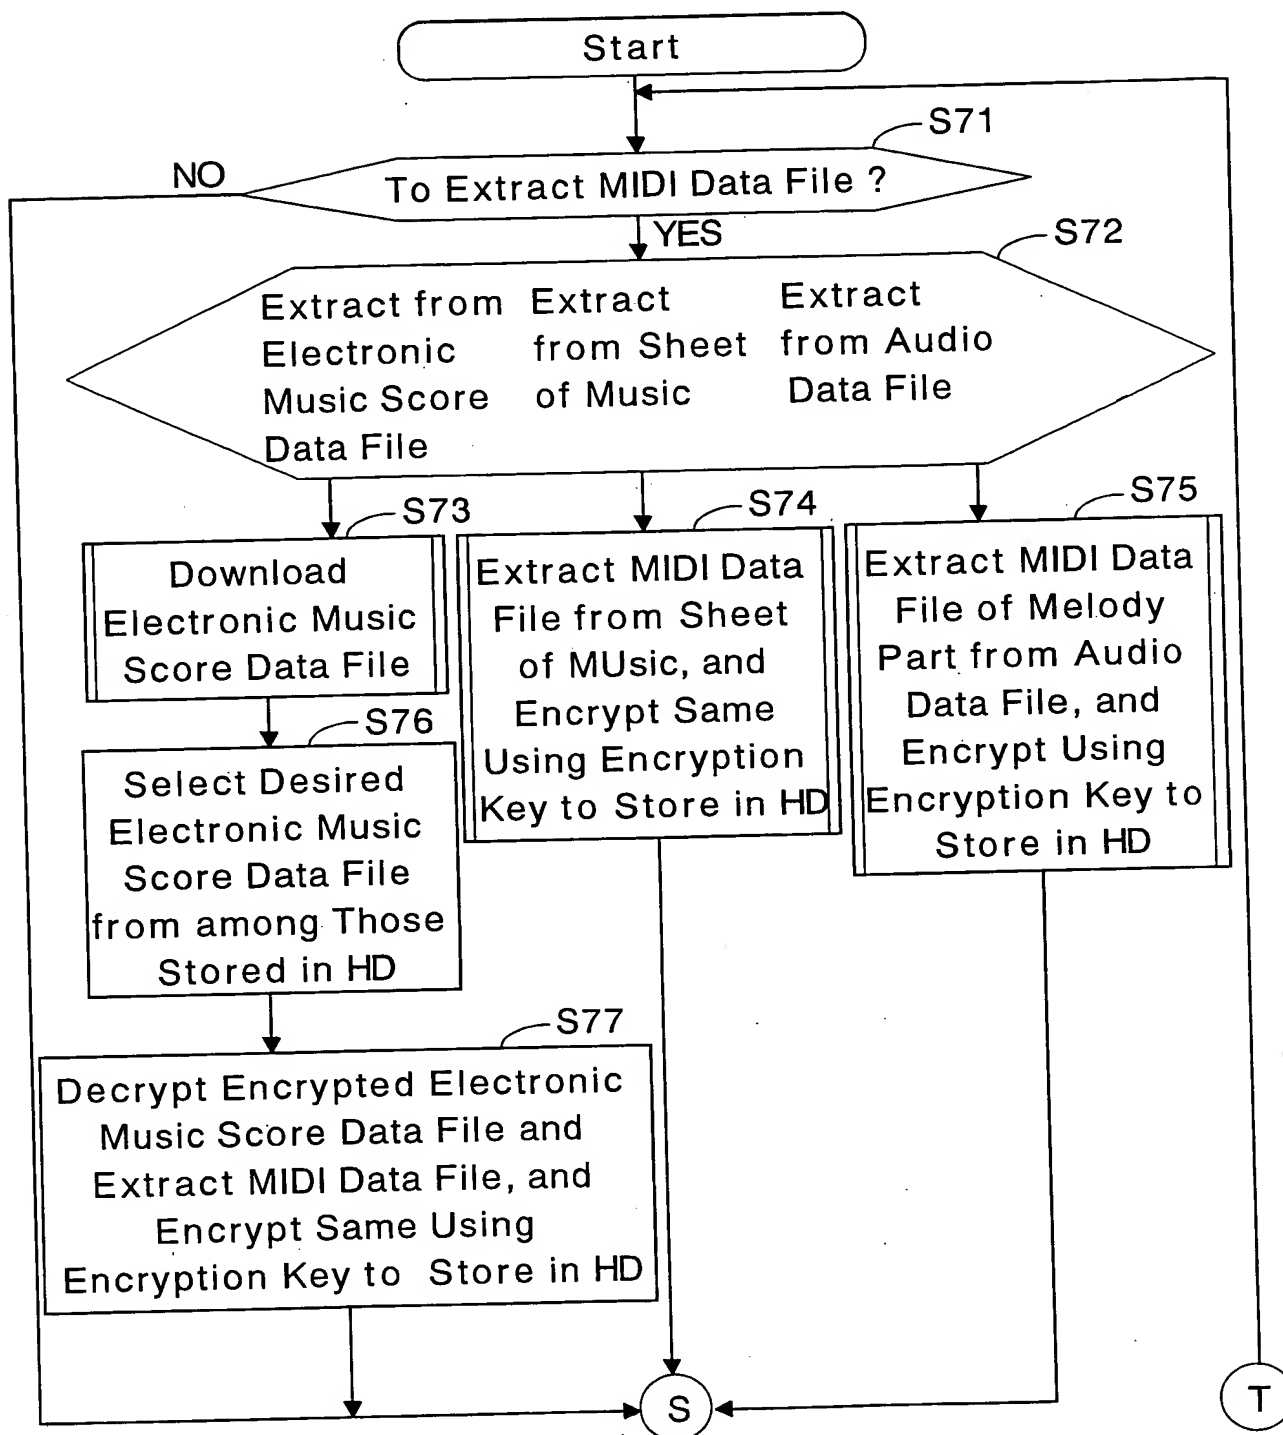 Start
S71
NO
To Extract MIDI Data File ?
YES
S72
Extract from
Electronic
Music Score
Data File
Extract
from Sheet
of Music
Extract
from Audio
Data File
S73
Download
Electronic Music
Score Data File
S74
Extract MIDI Data
File from Sheet
of MUsic, and
Encrypt Same
Using Encryption
Key to Store in HD
S75
Extract MIDI Data
File of Melody
Part from Audio
Data File, and
Encrypt Using
Encryption Key to
Store in HD
S76
Select Desired
Electronic Music
Score Data File
from among Those
Stored in HD
S77
Decrypt Encrypted Electronic
Music Score Data File and
Extract MIDI Data File, and
Encrypt Same Using
Encryption Key to Store in HD
S
T